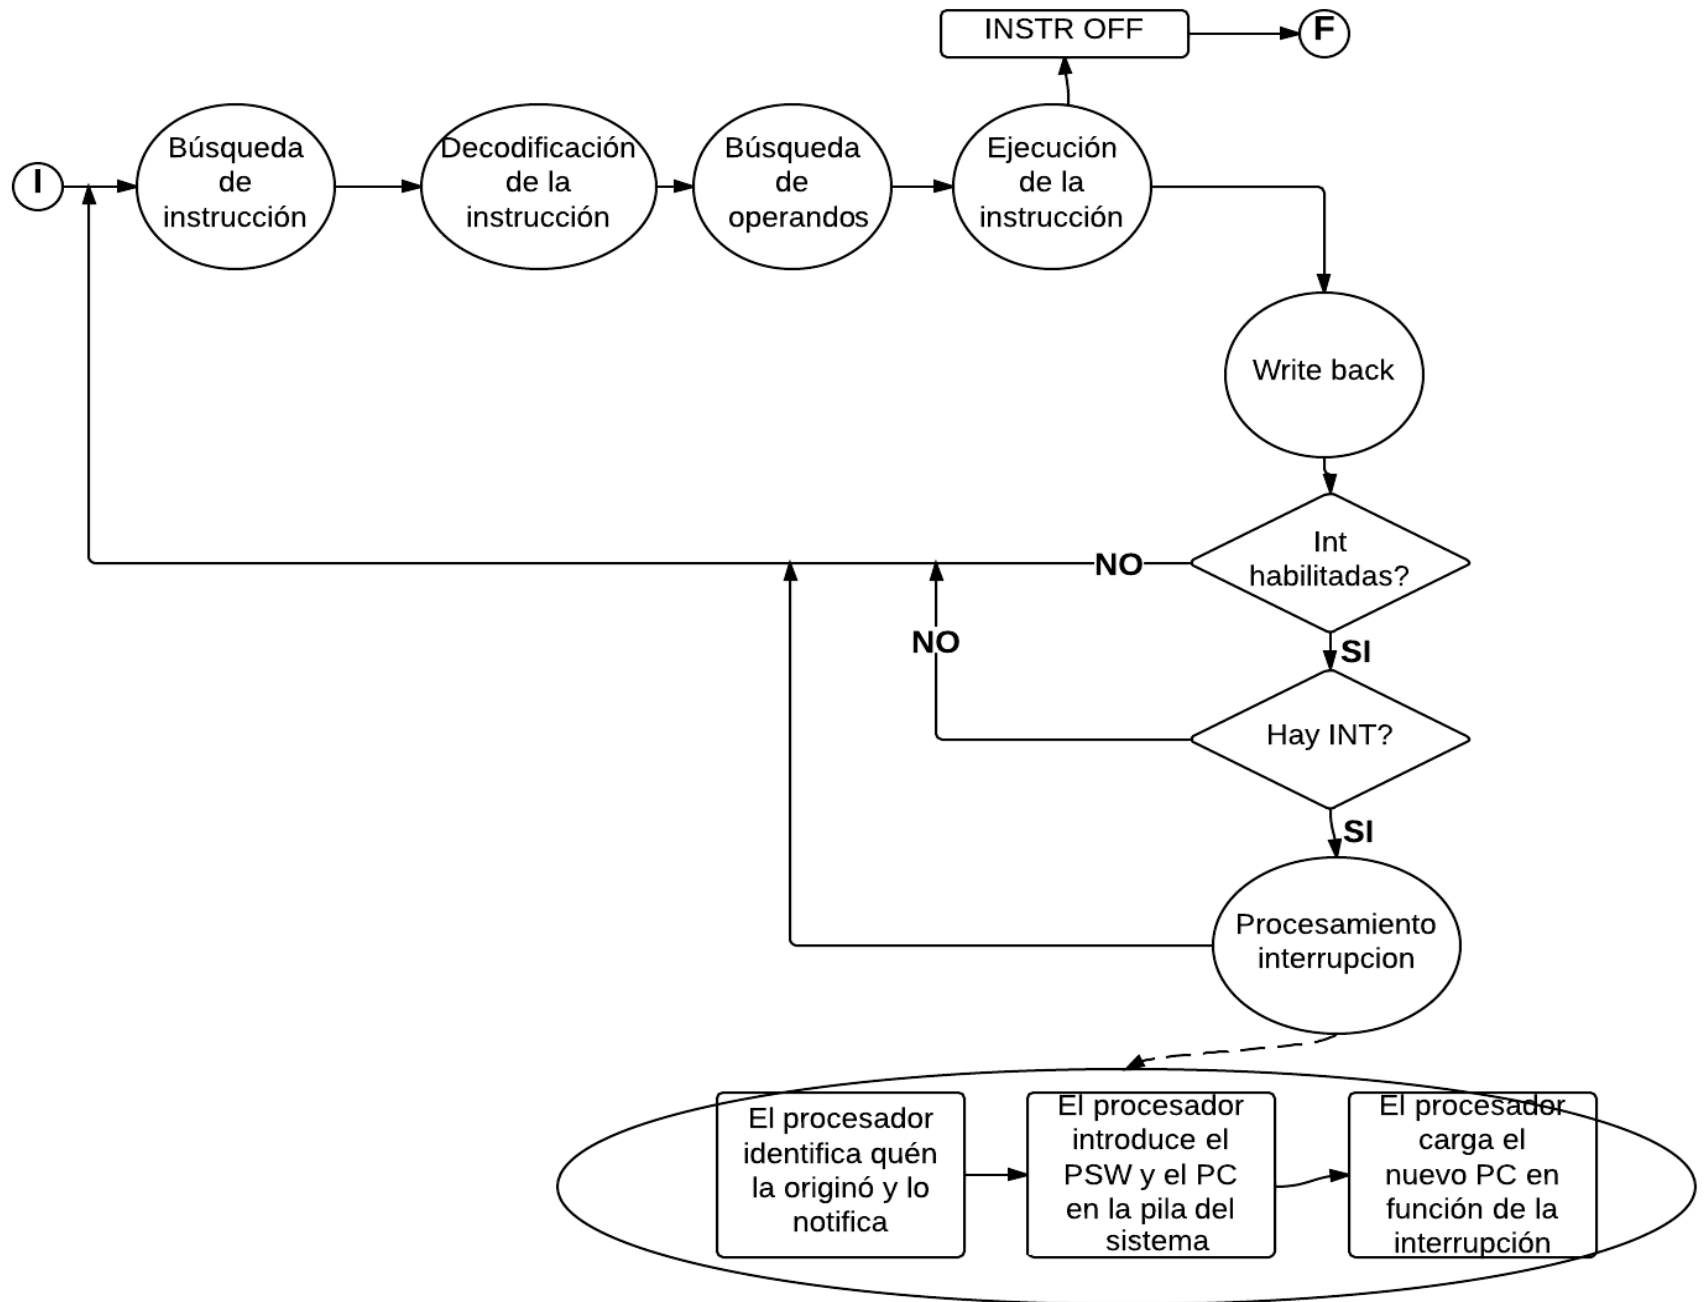 INSTR OFF
F
I
Búsqueda
de
instrucción
Decodificación
de la
instrucción
Búsqueda
de
operandos
Ejecución
de la
instrucción
Write back
Int
habilitadas?
NO
SI
NO
Hay INT?
SI
Procesamiento
interrupcion
El procesador
identifica quén
la originó y lo
notifica
El procesador
introduce el
PSW y el PC
en la pila del
sistema
El procesador
carga el
nuevo PC en
función de la
interrupción